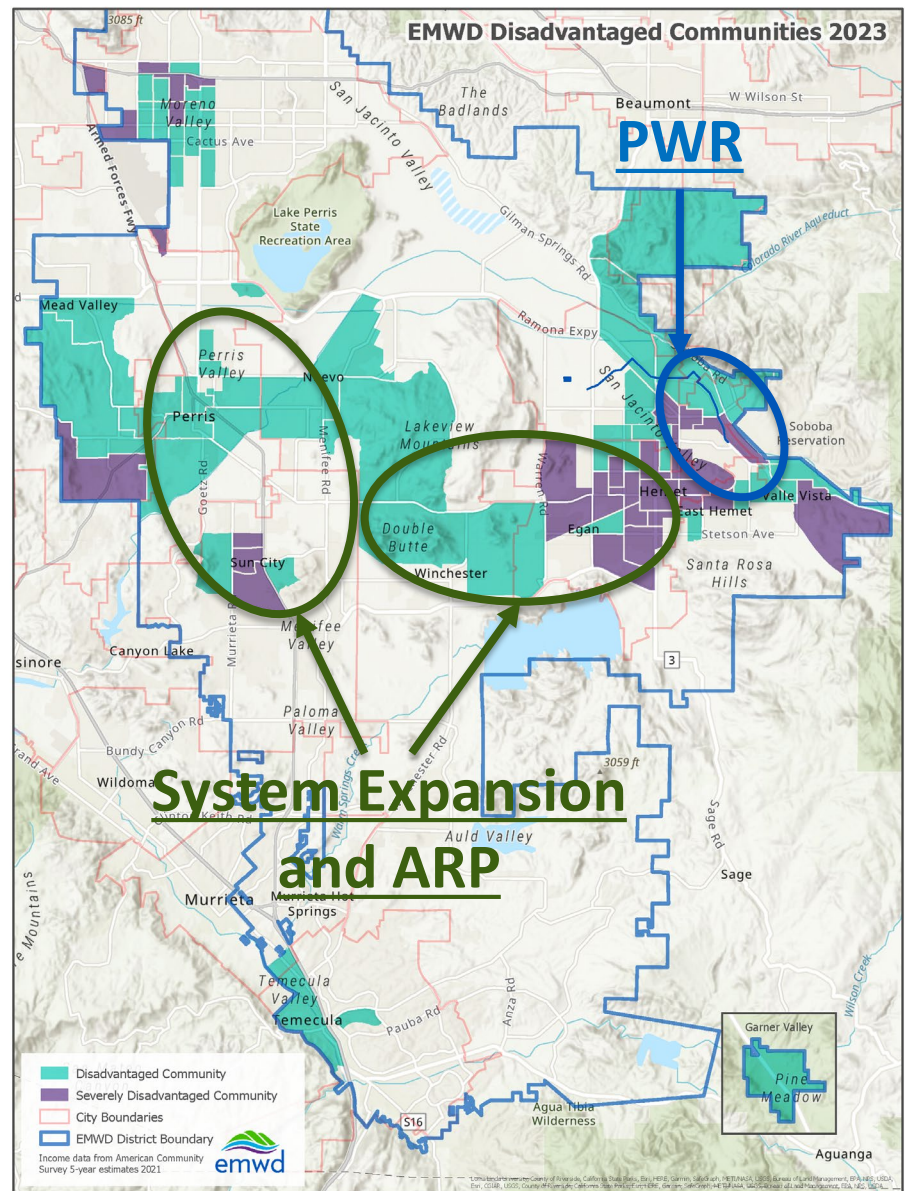 3085 ft
EMWD Disadvantaged Communities 2023
The
Badlands
Beaumont
W Wilson St
San Jacinto Valley
Moreno
Valley
Cactus Ave
PWR
Armed Forces Fwy
Lake Perris
State
Recreation Area
Gilman Springs Rd
Colorado River Aqueduct
Mead Valley
Ramona Expy
Perris
Valley
Nuevo
San Jacinto Valley
Perris
Menifee Rd
Lakeview
Mountains
Soboba
Reservation
Goetz Rd
Warren Rd
Hemet
Valle Vista
East Hemet
Double
Butte
Egan
Stetson Ave
Sun City
Winchester
Santa Rosa
Hills
Murrieta Rd
Menifee
Valley
Canyon Lake
sinore
3
Paloma
Valley
Bundy Canyon Rd
3059 ft
Wildoma
System Expansion
and ARP
Warm Springs Creek
Auld Valley
Sage Rd
Sage
Murrieta
Murrieta Hot
Springs
Temecula
Valley
Temecula
Pauba Rd
Anza Rd
Wilson Creek
Garner Valley
Pine
Meadow
Disadvantaged Community
Severely Disadvantaged Community
City Boundaries
EMWD District Boundary
Income data from American Community
Survey 5-year estimates 2021
emwd
S16
Agua Tibia
Wilderness
Aguanga